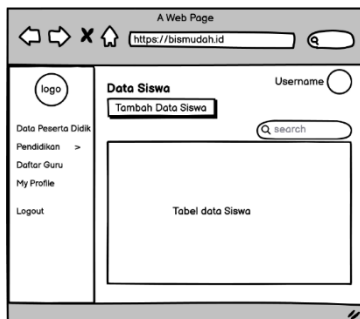 A Web Page
https://bismudah.id
logo
Data Peserta Didik
Pendidikan >
Daftar Guru
My Profile
Logout
Data Siswa
Username
Tambah Data Siswa
search
Tabel data Siswa